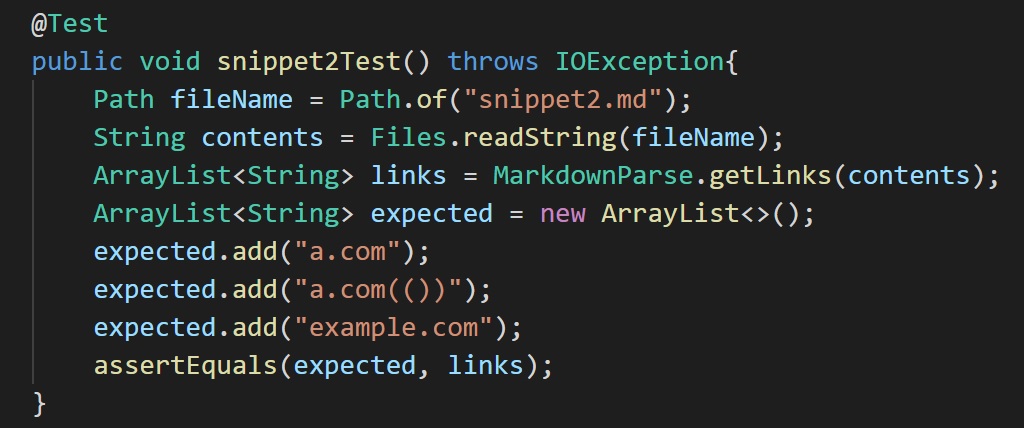 @Test
public void snippet2Test() throws IOException{
    Path fileName = Path.of("snippet2.md");
    String contents = Files.readString(fileName);
    ArrayList<String> links = MarkdownParse.getLinks(contents);
    ArrayList<String> expected = new ArrayList<>();
    expected.add("a.com");
    expected.add("a.com(())");
    expected.add("example.com");
    assertEquals(expected, links);
}